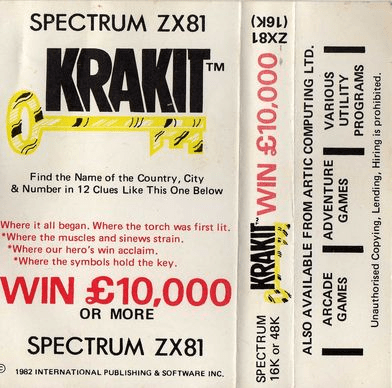 SPECTRUM ZX81
KRAKIT™
Find the Name of the Country, City
& Number in 12 Clues Like This One Below
Where it all began. Where the torch was first lit.
*Where the muscles and sinews strain.
*Where our hero's win acclaim.
*Where the symbols hold the key.
WIN £10,000
OR MORE
SPECTRUM ZX81
© 1982 INTERNATIONAL PUBLISHING & SOFTWARE INC.
SPECTRUM
16K or 48K
KRAKIT™ WIN £10,000
ZX81
(16K)
ALSO AVAILABLE FROM ARTIC COMPUTING LTD.
ARCADE
GAMES
ADVENTURE
GAMES
VARIOUS
UTILITY
PROGRAMS
Unauthorised Copying, Lending, Hiring is prohibited.